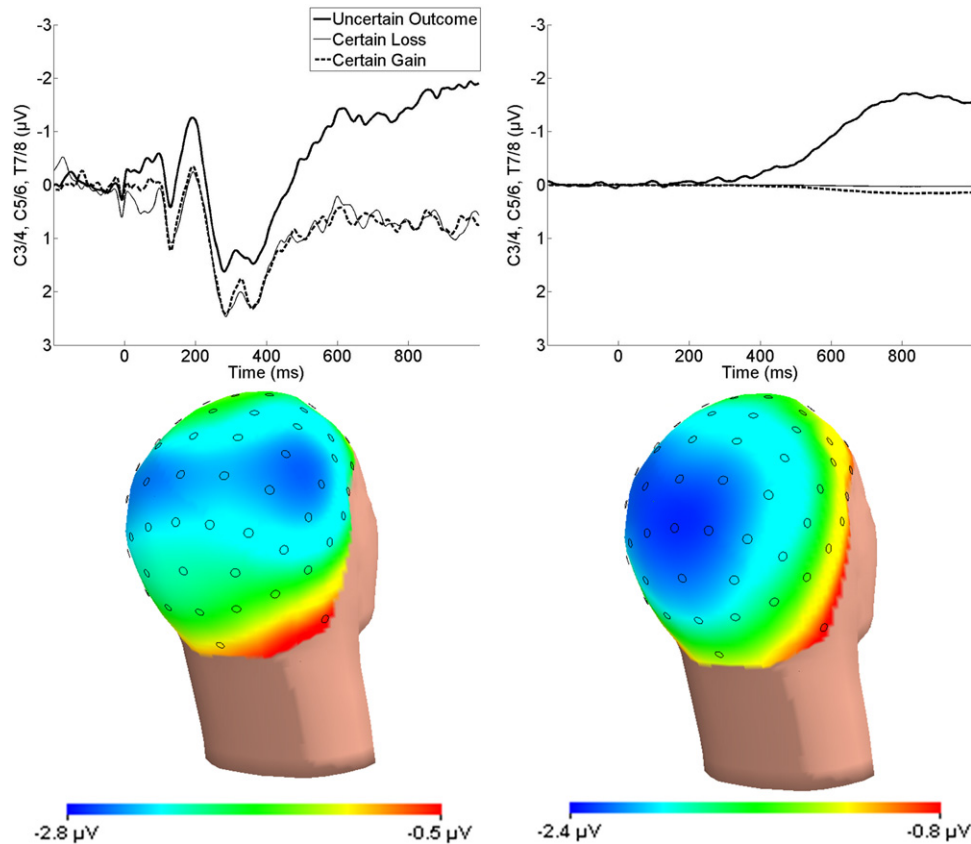 Uncertain Outcome
Certain Loss
Certain Gain
C3/4, C5/6, T7/8 (µV)
-3
-2
-1
0
1
2
3
0 200 400 600 800
Time (ms)
C3/4, C5/6, T7/8 (µV)
-3
-2
-1
0
1
2
3
0 200 400 600 800
Time (ms)
-2.8 µV -0.5 µV
-2.4 µV -0.8 µV